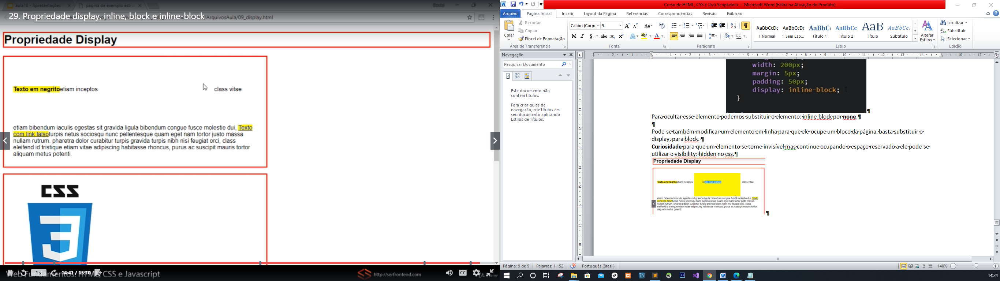 aula10 - Apresentações
pagina de exemplo estru
29. Propriedade display, inline, block e inline-block
/ArquivosAula/09_display.html
Propriedade Display
Texto em negritoetiam inceptos
class vitae
etiam bibendum iaculis egestas sit gravida ligula bibendum congue fusce molestie dui, Texto
com link falsoturpis netus sociosqu nunc pellentesque quam eget nam tortor justo massa
nullam rutrum. pharetra dolor curabitur turpis gravida turpis nibh nisi feugiat orci, class
eleifend id tristique etiam vitae adipiscing habitasse rhoncus, purus ac suscipit mauris tortor
aliquam metus potenti.
CSS
1x
14:41 / 15:10
Web Fundamentos: HTML, CSS e Javascript
http://serfrontend.com
CC
Curso de HTML, CSS e Java Script.docx - Microsoft Word (Falha na Ativação do Produto)
Arquivo
Página Inicial
Inserir
Layout da Página
Referências
Correspondências
Revisão
Exibição
Colar
Recortar
Copiar
Pincel de Formatação
Área de Transferência
Calibri (Corpo
9
N I S abc x₂ x²
Fonte
Parágrafo
AaBbCcDc
¶ Normal
AaBbCcDc
¶ Sem Esp...
AaBbC
Título 1
AaBbCc
Título 2
AaB
Título
AaBbCc.
Subtítulo
Alterar
Estilos
Estilo
Localizar
Substituir
Selecionar
Edição
Navegação
Pesquisar Documento
Este documento não
contém títulos.
Para criar guias de
navegação, crie títulos em
seu documento aplicando
Estilos de Títulos.
width: 200px;
margin: 5px;
padding: 50px;
display: inline-block;
}
¶
Para ocultar esse elemento podemos substituir o elemento: inline-block por none.¶
¶
Pode-se também modificar um elemento em linha para que ele ocupe um bloco da página, basta substituir o
display, para block. ¶
Curiosidade para que um elemento se torne invisível mas continue ocupando o espaço reservado a ele pode-se
utilizar o visibility: hidden no css.¶
Propriedade Display
Texto em negritoetiam inceptos
Texto com enfase
class vitae
etiam bibendum iaculis egestas sit gravida ligula bibendum congue fusce molestie dui, Texto
com link falsoturpis netus sociosqu nunc pellentesque quam eget nam tortor justo massa
nullam rutrum. pharetra dolor curabitur turpis gravida turpis nibh nisi feugiat orci, class
eleifend id tristique etiam vitae adipiscing habitasse rhoncus, purus ac suscipit mauris tortor
aliquam metus potenti.
¶
Página: 9 de 9
Palavras: 1.152
Português (Brasil)
140%
14:24